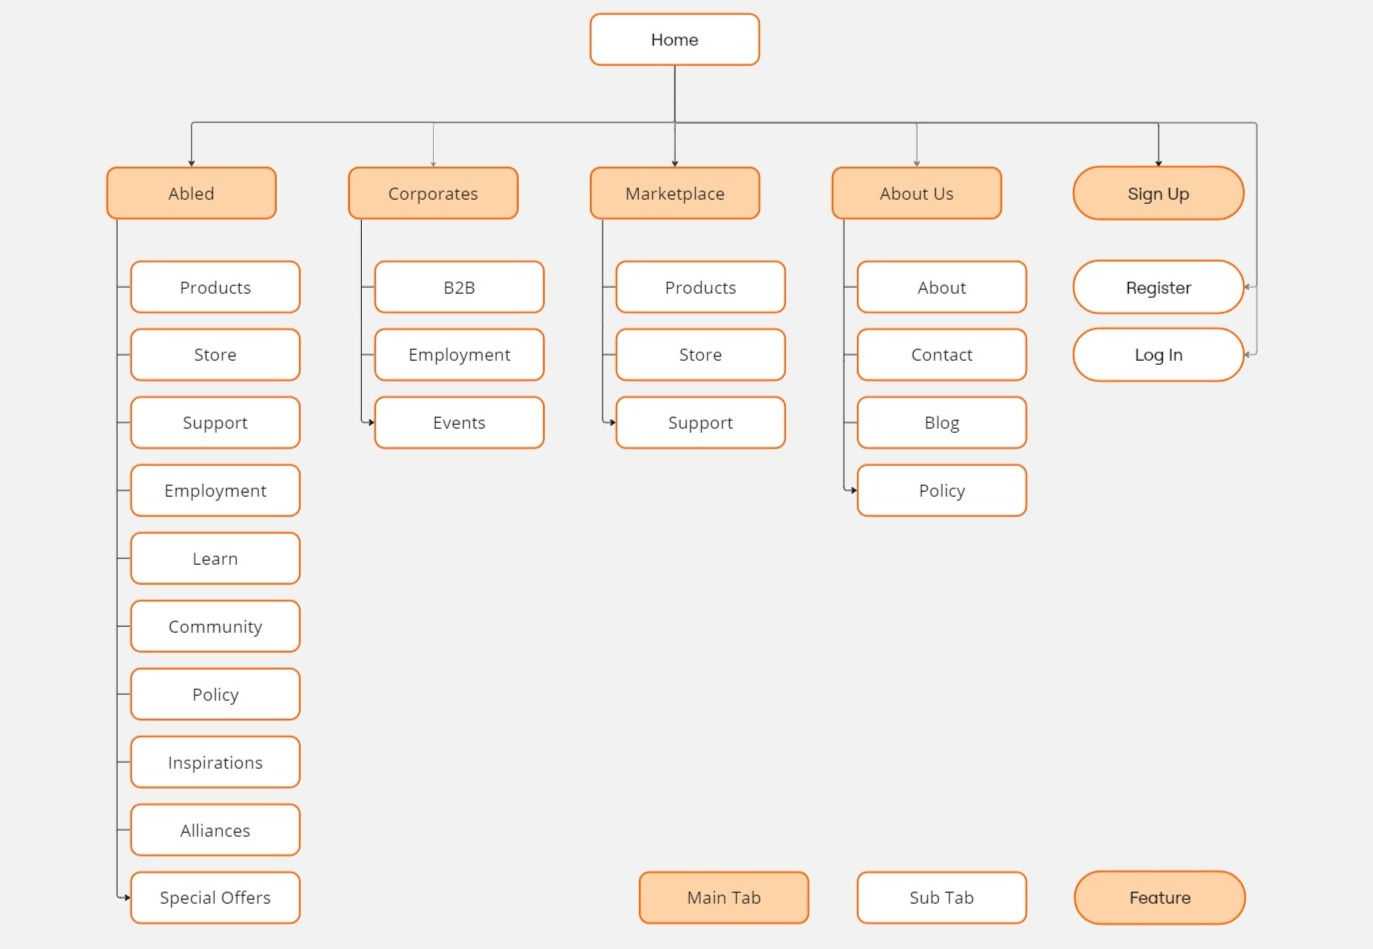 Home
Abled
Corporates
Marketplace
About Us
Sign Up
Products
B2B
Products
About
Register
Store
Employment
Store
Contact
Log In
Support
Events
Support
Blog
Employment
Policy
Learn
Community
Policy
Inspirations
Alliances
Special Offers
Main Tab
Sub Tab
Feature